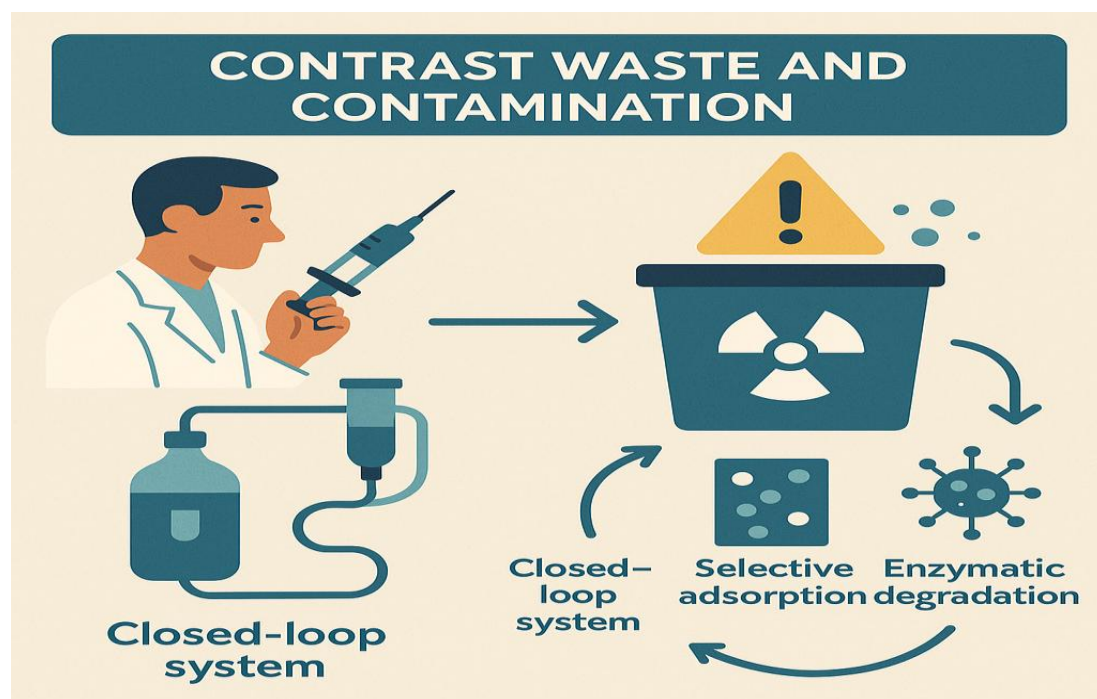 CONTRAST WASTE AND
CONTAMINATION
Closed-loop
system
Closed–
loop
system
Selective
adsorption
Enzymatic
degradation